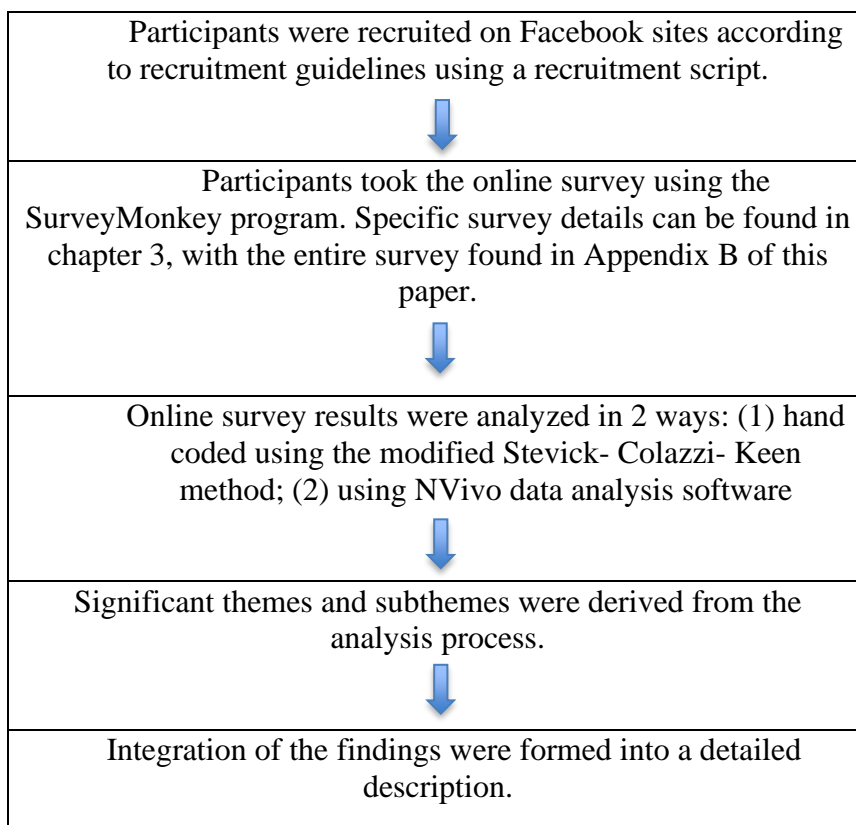 Participants were recruited on Facebook sites according
to recruitment guidelines using a recruitment script.
Participants took the online survey using the
SurveyMonkey program. Specific survey details can be found in
chapter 3, with the entire survey found in Appendix B of this
paper.
Online survey results were analyzed in 2 ways: (1) hand
coded using the modified Stevick- Colazzi- Keen
method; (2) using NVivo data analysis software
Significant themes and subthemes were derived from the
analysis process.
Integration of the findings were formed into a detailed
description.